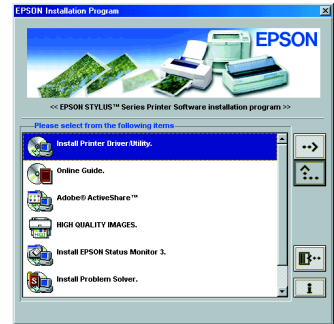 EPSON Installation Program
EPSON
<< EPSON STYLUS™ Series Printer Software installation program >>
Please select from the following items
Install Printer Driver/Utility.
Online Guide.
Adobe® ActiveShare™
HIGH QUALITY IMAGES.
Install EPSON Status Monitor 3.
Install Problem Solver.